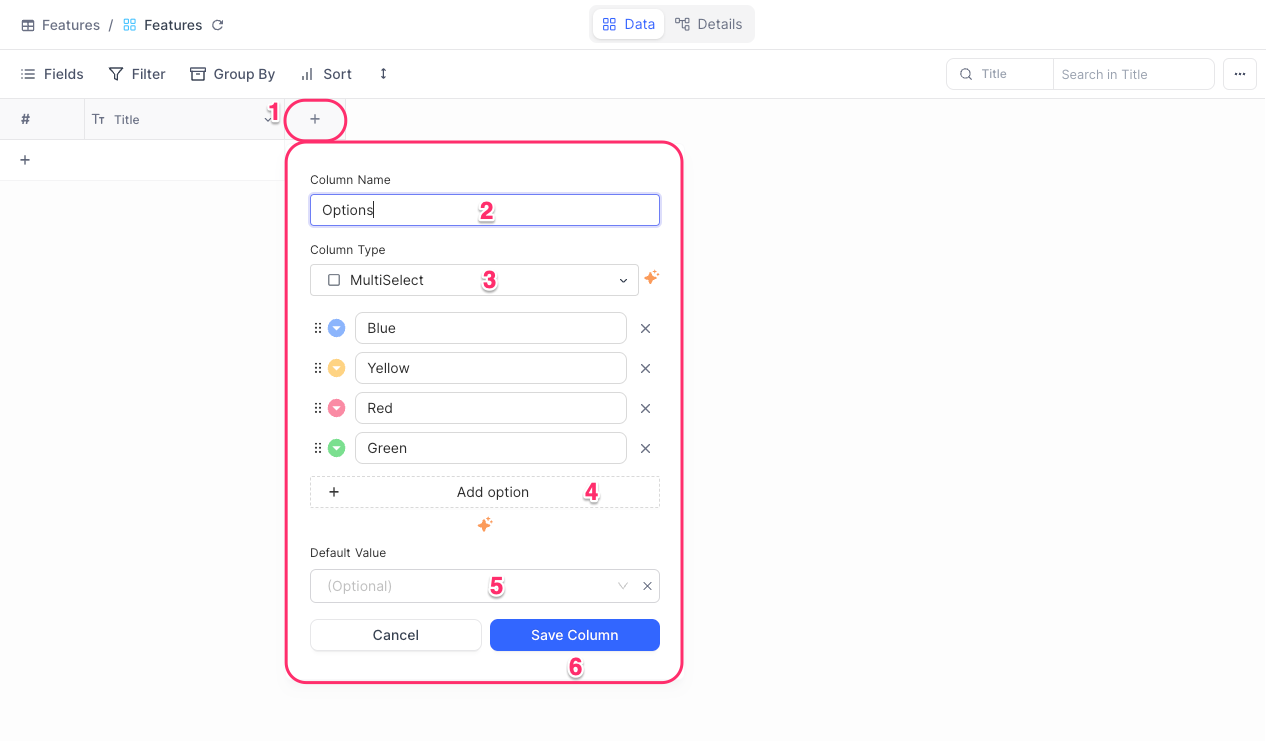 Features / Features
Data Details
Fields Filter Group By Sort
Title Search in Title
# Title 1 +
+
Column Name
Options 2
Column Type
MultiSelect 3
Blue
Yellow
Red
Green
+ Add option 4
Default Value
(Optional) 5
Cancel Save Column
6